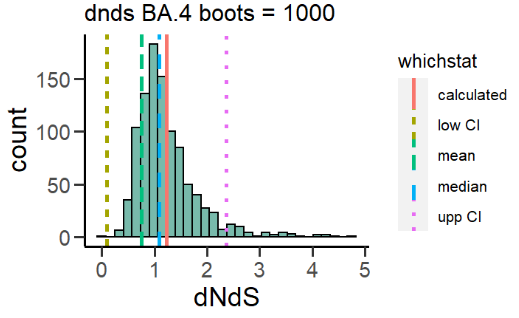 dnds BA.4 boots = 1000
count
150
100
50
0
0 1 2 3 4 5
dNdS
whichstat
calculated
low CI
mean
median
upp CI